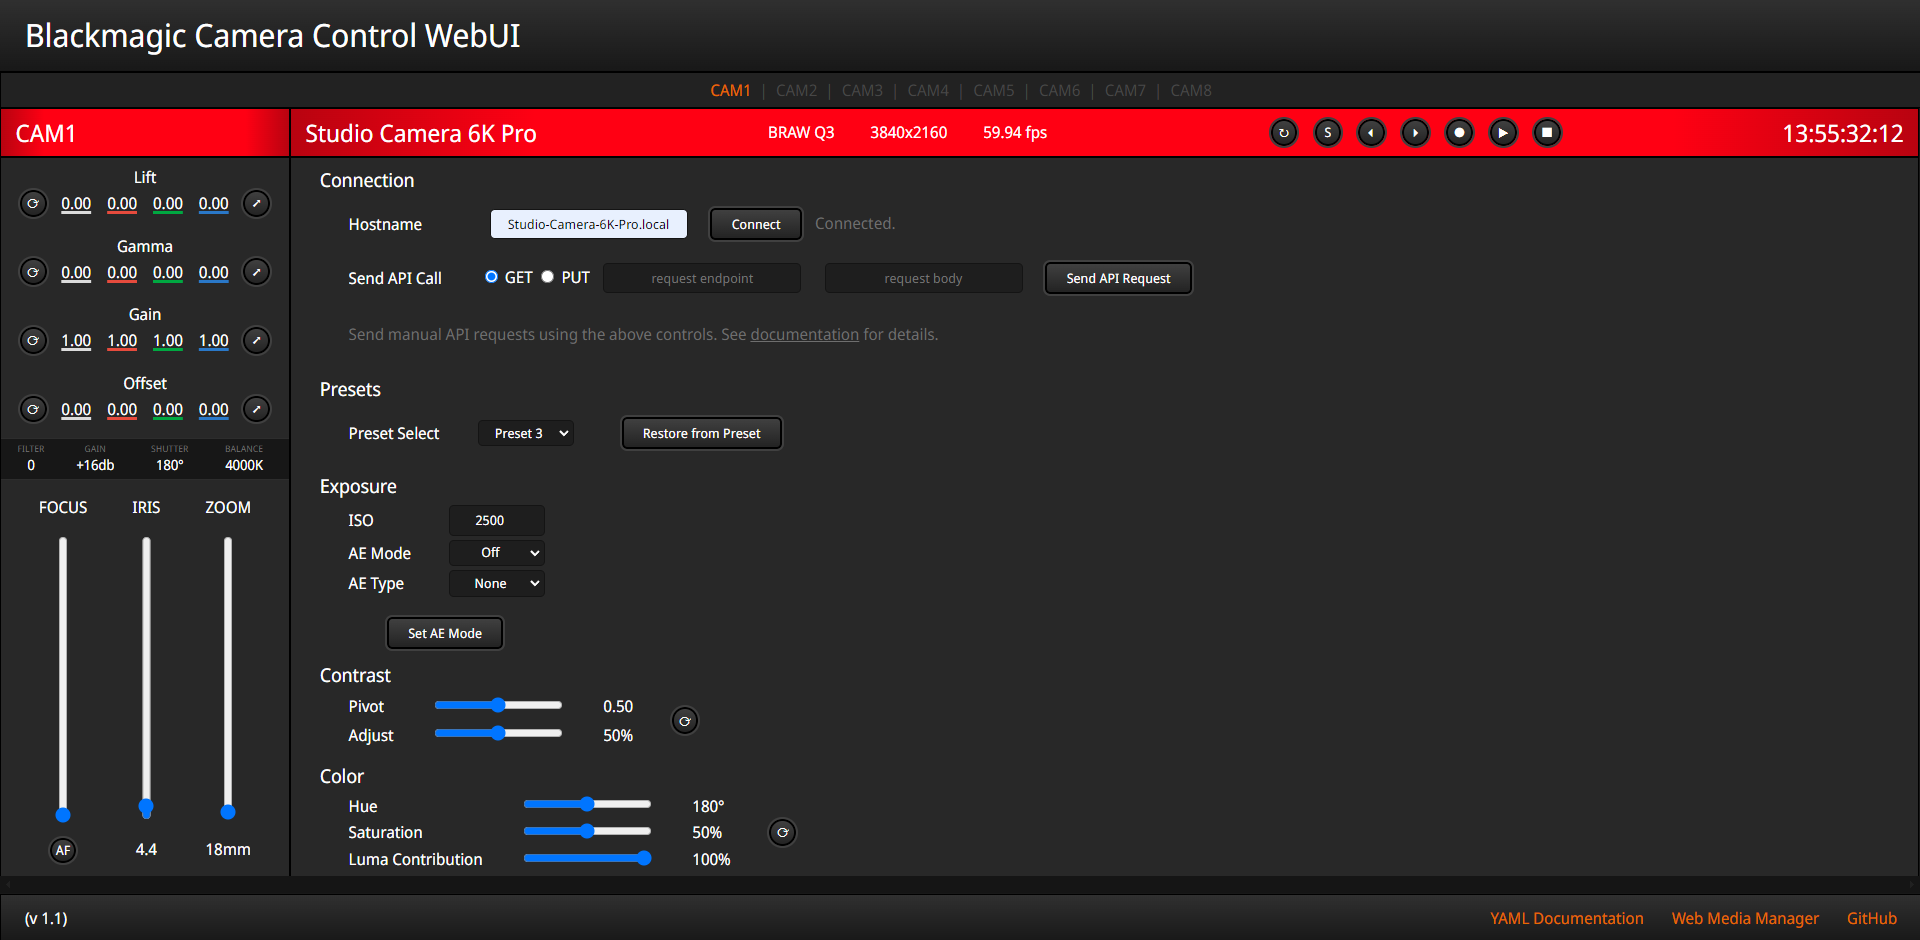 Blackmagic Camera Control WebUI
CAM1 | CAM2 | CAM3 | CAM4 | CAM5 | CAM6 | CAM7 | CAM8
CAM1
Studio Camera 6K Pro
BRAW Q3 3840x2160 59.94 fps
S
13:55:32:12
Lift
0.00 0.00 0.00 0.00
Gamma
0.00 0.00 0.00 0.00
Gain
1.00 1.00 1.00 1.00
Offset
0.00 0.00 0.00 0.00
FILTER GAIN SHUTTER BALANCE
0 +16db 180° 4000K
FOCUS IRIS ZOOM
AF 4.4 18mm
Connection
Hostname Studio-Camera-6K-Pro.local Connect Connected.
Send API Call GET PUT request endpoint request body Send API Request
Send manual API requests using the above controls. See documentation for details.
Presets
Preset Select Preset 3 Restore from Preset
Exposure
ISO 2500
AE Mode Off
AE Type None
Set AE Mode
Contrast
Pivot 0.50
Adjust 50%
Color
Hue 180°
Saturation 50%
Luma Contribution 100%
(v 1.1)
YAML Documentation Web Media Manager GitHub